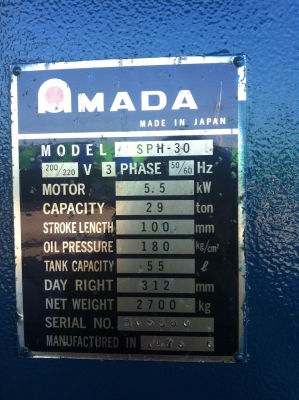 AMADA
MADE IN JAPAN
MODEL SPH-30
200/220 V 3 PHASE 50/60 Hz
MOTOR 5.5 kW
CAPACITY 29 ton
STROKE LENGTH 100 mm
OIL PRESSURE 180 kg/cm²
TANK CAPACITY 55 ℓ
DAY RIGHT 312 mm
NET WEIGHT 2700 kg
SERIAL NO.
MANUFACTURED IN